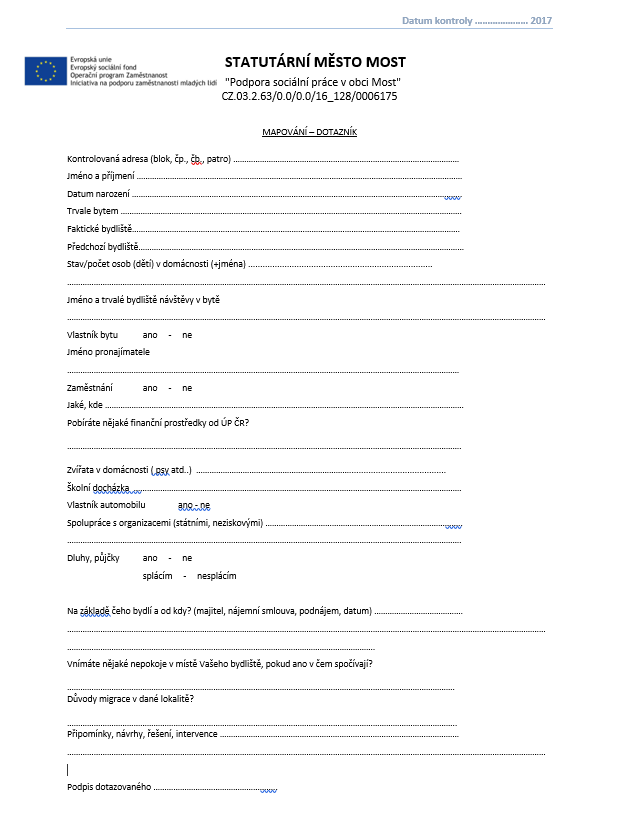 Datum kontroly ..................... 2017
Evropská unie
Evropský sociální fond
Operační program Zaměstnanost
Iniciativa na podporu zaměstnanosti mladých lidí
STATUTÁRNÍ MĚSTO MOST
"Podpora sociální práce v obci Most"
CZ.03.2.63/0.0/0.0/16_128/0006175
MAPOVÁNÍ – DOTAZNÍK
Kontrolovaná adresa (blok, čp., čb., patro) ................................................................
Jméno a příjmení ................................................................
Datum narození ................................................................
Trvale bytem ................................................................
Faktické bydliště................................................................
Předchozí bydliště................................................................
Stav/počet osob (dětí) v domácnosti (+jména) ................................................................
................................................................
Jméno a trvalé bydliště návštěvy v bytě
................................................................
Vlastník bytu ano - ne
Jméno pronajímatele
................................................................
Zaměstnání ano - ne
Jaké, kde ................................................................
Pobíráte nějaké finanční prostředky od ÚP ČR?
................................................................
Zvířata v domácnosti ( psy atd..) ................................................................
Školní docházka ................................................................
Vlastník automobilu ano - ne
Spolupráce s organizacemi (státními, neziskovými) ................................................................
................................................................
Dluhy, půjčky ano - ne
splácím - nesplácím
Na základě čeho bydlí a od kdy? (majitel, nájemní smlouva, podnájem, datum) ................................
................................................................
................................................................
Vnímáte nějaké nepokoje v místě Vašeho bydliště, pokud ano v čem spočívají?
................................................................
Důvody migrace v dané lokalitě?
................................................................
Připomínky, návrhy, řešení, intervence ................................................................
................................................................
Podpis dotazovaného ................................................